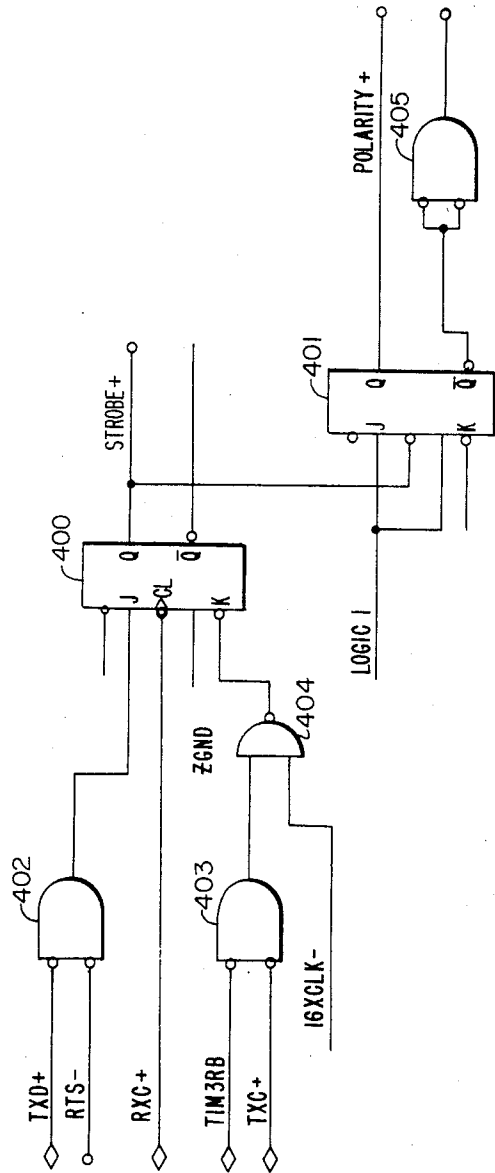 TXD+
RTS-
402
RXC+
TIM3RB
TXC+
403
16XCLK-
ZGND
404
400
J
CL
K
Q
Q̅
STROBE+
LOGIC 1
401
J
K
Q
Q̅
POLARITY+
405